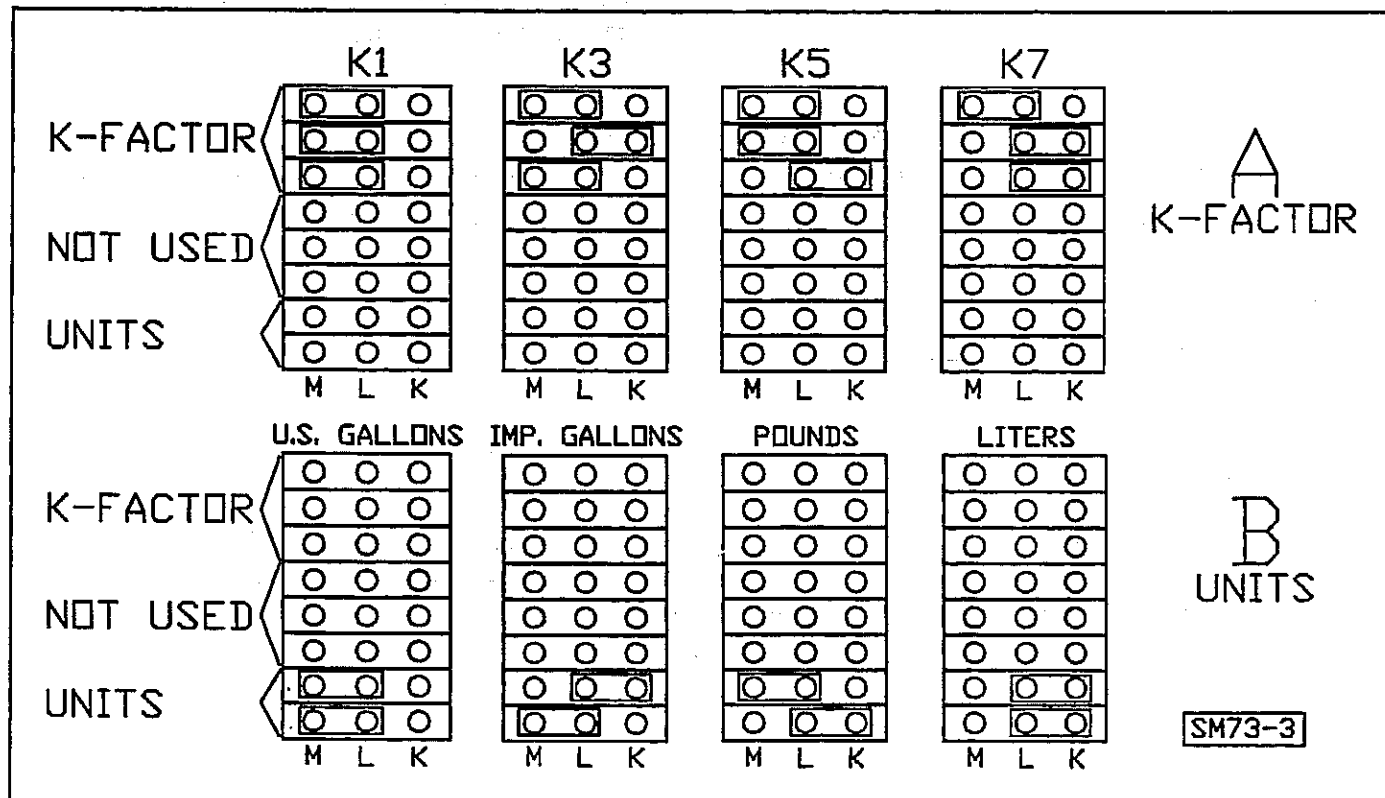 K1 K3 K5 K7
K-FACTOR
NOT USED
UNITS
M L K M L K M L K M L K
A
K-FACTOR
U.S. GALLONS IMP. GALLONS POUNDS LITERS
K-FACTOR
NOT USED
UNITS
M L K M L K M L K M L K
B
UNITS
SM73-3